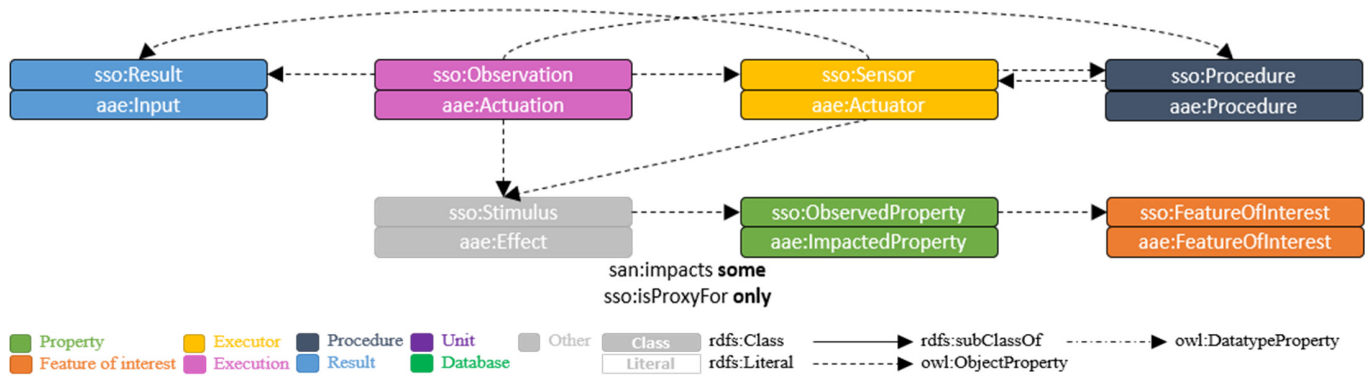 sso:Result
aae:Input
sso:Observation
aae:Actuation
sso:Sensor
aae:Actuator
sso:Procedure
aae:Procedure
sso:Stimulus
aae:Effect
sso:ObservedProperty
aae:ImpactedProperty
sso:FeatureOfInterest
aae:FeatureOfInterest
san:impacts some
sso:isProxyFor only
Property
Executor
Procedure
Unit
Other
Class
rdfs:Class
rdfs:subClassOf
owl:DatatypeProperty
Feature of interest
Execution
Result
Database
Literal
rdfs:Literal
owl:ObjectProperty